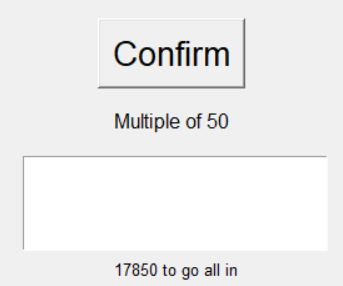 Confirm
Multiple of 50
17850 to go all in